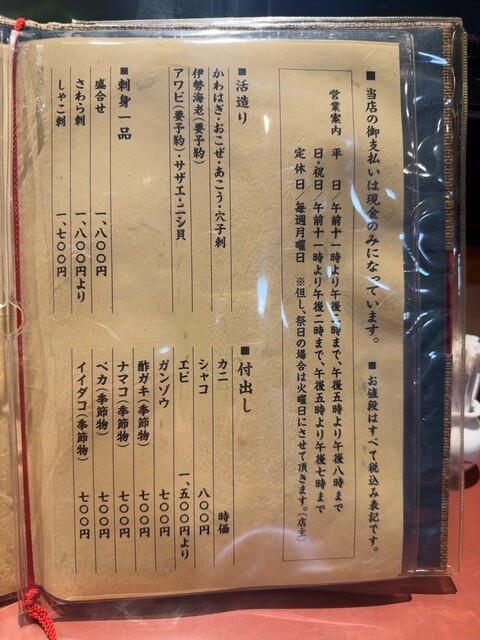 ■ 当店の御支払いは現金のみになっています。 ■ お値段はすべて税込み表記です。
営業案内 平 日／午前十一時より午後二時まで、午後五時より午後八時まで
日・祝日／午前十一時より午後二時まで、午後五時より午後七時まで
定休日／毎週月曜日 ※但し、祭日の場合は火曜日にさせて頂きます。（店主）
■活造り
かわはぎ・おこぜ・あこう・穴子刺
伊勢海老（要予約）
アワビ（要予約）・サザエ・ニシ貝
■刺身一品
盛合せ 一、八〇〇円
さわら刺 一、八〇〇円より
しゃこ刺 一、七〇〇円
■付出し
カニ 時価
シャコ 八〇〇円
エビ 一、五〇〇円より
ガンゾウ 七〇〇円
酢ガキ（季節物） 七〇〇円
ナマコ（季節物） 七〇〇円
ベカ（季節物） 七〇〇円
イイダコ（季節物） 七〇〇円